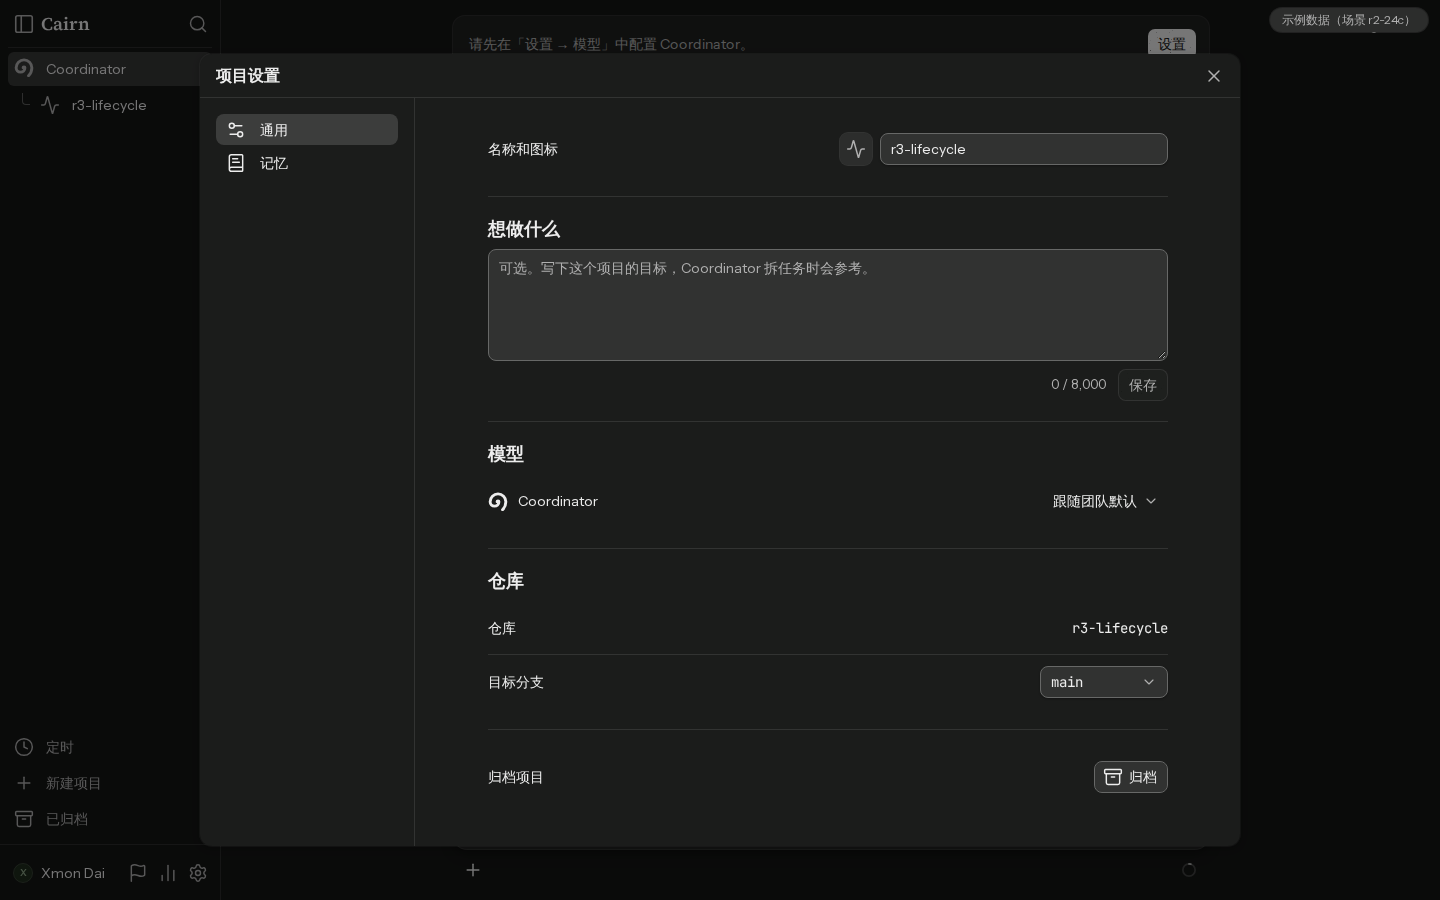 Cairn
示例数据（场景 r2-24c）
请先在「设置 → 模型」中配置 Coordinator。
设置
Coordinator
r3-lifecycle
项目设置
通用
记忆
名称和图标
r3-lifecycle
想做什么
可选。写下这个项目的目标，Coordinator 拆任务时会参考。
0 / 8,000
保存
模型
Coordinator
跟随团队默认
仓库
仓库
r3-lifecycle
目标分支
main
归档项目
归档
定时
新建项目
已归档
X
Xmon Dai